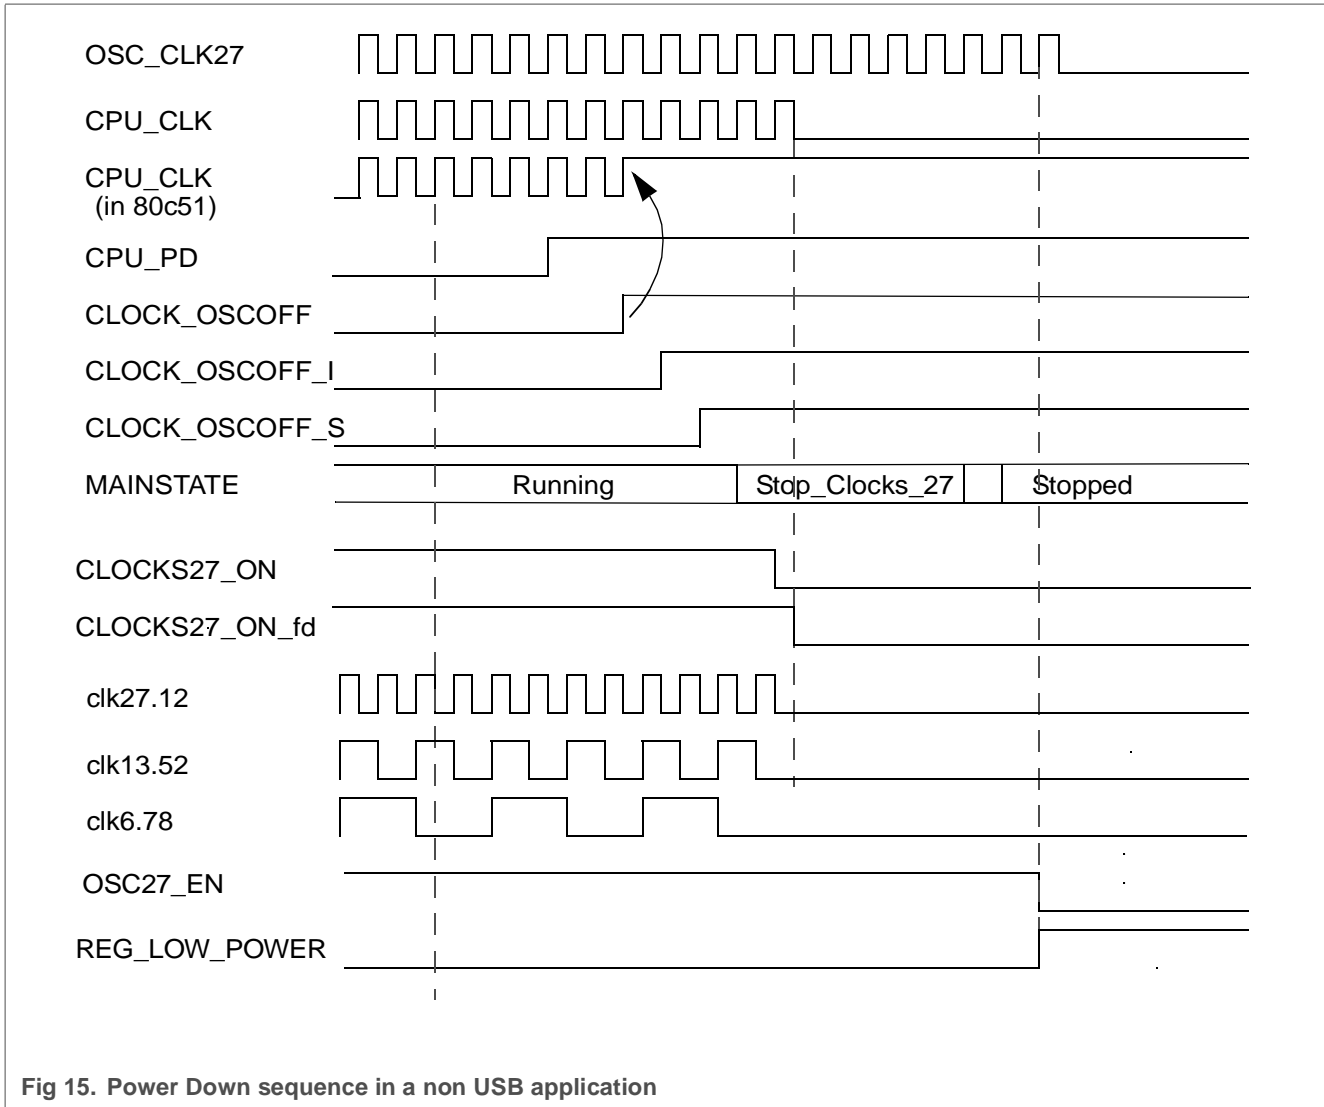 OSC_CLK27
CPU_CLK
CPU_CLK
(in 80c51)
CPU_PD
CLOCK_OSCOFF
CLOCK_OSCOFF_I
CLOCK_OSCOFF_S
MAINSTATE Running Stop_Clocks_27 Stopped
CLOCKS27_ON
CLOCKS27_ON_fd
clk27.12
clk13.52
clk6.78
OSC27_EN
REG_LOW_POWER
Fig 15. Power Down sequence in a non USB application